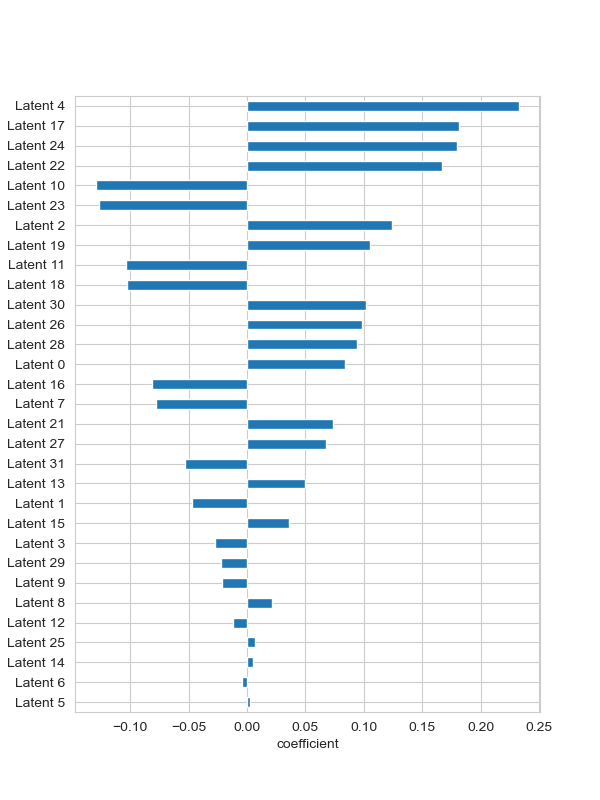 Latent 4
Latent 17
Latent 24
Latent 22
Latent 10
Latent 23
Latent 2
Latent 19
Latent 11
Latent 18
Latent 30
Latent 26
Latent 28
Latent 0
Latent 16
Latent 7
Latent 21
Latent 27
Latent 31
Latent 13
Latent 1
Latent 15
Latent 3
Latent 29
Latent 9
Latent 8
Latent 12
Latent 25
Latent 14
Latent 6
Latent 5
−0.10 −0.05 0.00 0.05 0.10 0.15 0.20 0.25
coefficient